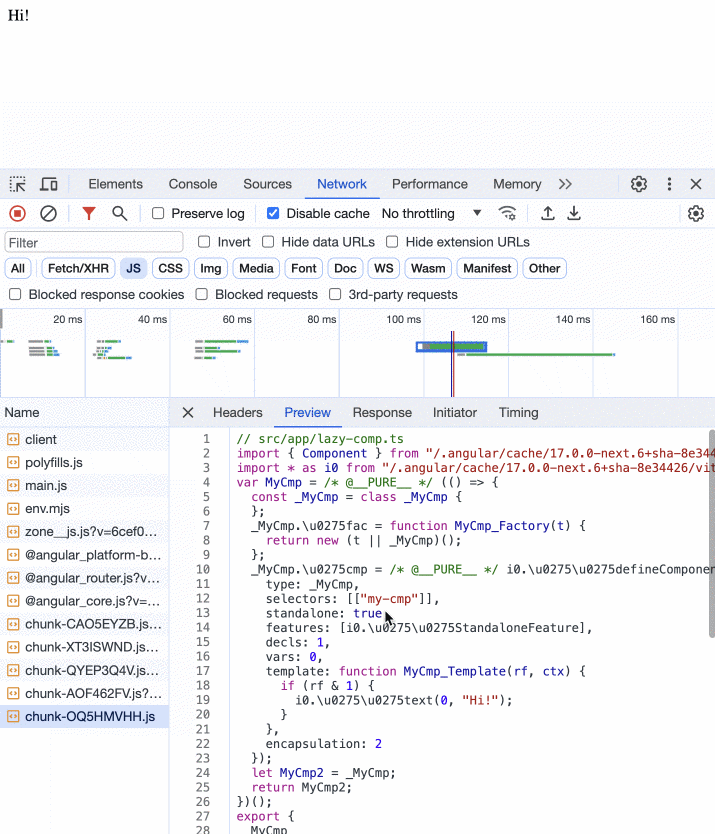 Hi!
Elements Console Sources Network Performance Memory
Preserve log Disable cache No throttling
Filter Invert Hide data URLs Hide extension URLs
All Fetch/XHR JS CSS Img Media Font Doc WS Wasm Manifest Other
Blocked response cookies Blocked requests 3rd-party requests
20 ms 40 ms 60 ms 80 ms 100 ms 120 ms 140 ms 160 ms
Name
Headers Preview Response Initiator Timing
client
polyfills.js
main.js
env.mjs
zone__js.js?v=6cef0...
@angular_platform-b...
@angular_router.js?v...
@angular_core.js?v=...
chunk-CAO5EYZB.js...
chunk-XT3ISWND.js...
chunk-QYEP3Q4V.js...
chunk-AOF462FV.js?...
chunk-OQ5HMVHH.js
1 // src/app/lazy-comp.ts
2 import { Component } from "/.angular/cache/17.0.0-next.6+sha-8e344
3 import * as i0 from "/.angular/cache/17.0.0-next.6+sha-8e34426/vit
4 var MyCmp = /* @__PURE__ */ (() => {
5 const _MyCmp = class _MyCmp {
6 };
7 _MyCmp.\u0275fac = function MyCmp_Factory(t) {
8 return new (t || _MyCmp)();
9 };
10 _MyCmp.\u0275cmp = /* @__PURE__ */ i0.\u0275\u0275defineComponen
11 type: _MyCmp,
12 selectors: [["my-cmp"]],
13 standalone: true,
14 features: [i0.\u0275\u0275StandaloneFeature],
15 decls: 1,
16 vars: 0,
17 template: function MyCmp_Template(rf, ctx) {
18 if (rf & 1) {
19 i0.\u0275\u0275text(0, "Hi!");
20 }
21 },
22 encapsulation: 2
23 });
24 let MyCmp2 = _MyCmp;
25 return MyCmp2;
26 })();
27 export {
28 MyCmp